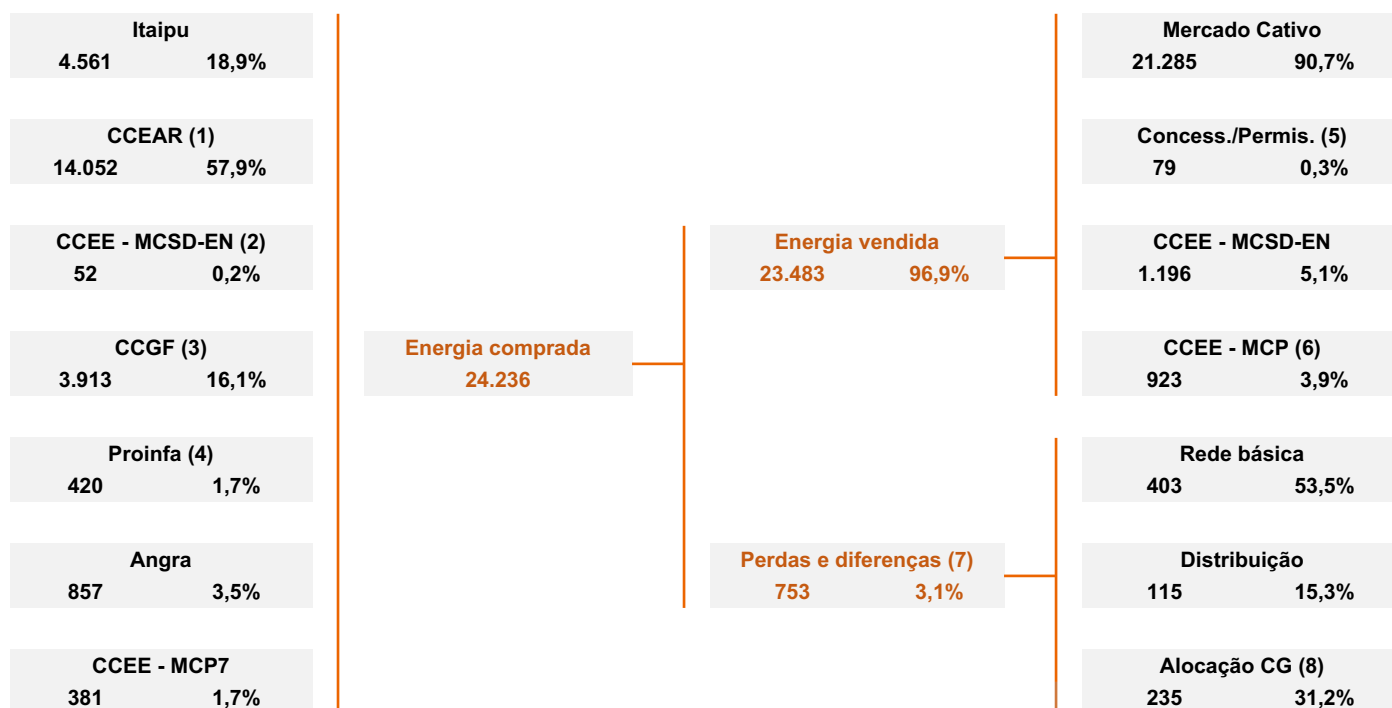 Itapu
4.561 18,9%
CCEAR (1)
14.052 57,9%
CCEE - MCSD-EN (2)
52 0,2%
CCGF (3)
3.913 16,1%
Proinfa (4)
420 1,7%
Angra
857 3,5%
CCEE - MCP7
381 1,7%
Energia comprada
24.236
Energia vendida
23.483 96,9%
Perdas e diferenças (7)
753 3,1%
Mercado Cativo
21.285 90,7%
Concess./Permis. (5)
79 0,3%
CCEE - MCSD-EN
1.196 5,1%
CCEE - MCP (6)
923 3,9%
Rede básica
403 53,5%
Distribuição
115 15,3%
Alocação CG (8)
235 31,2%